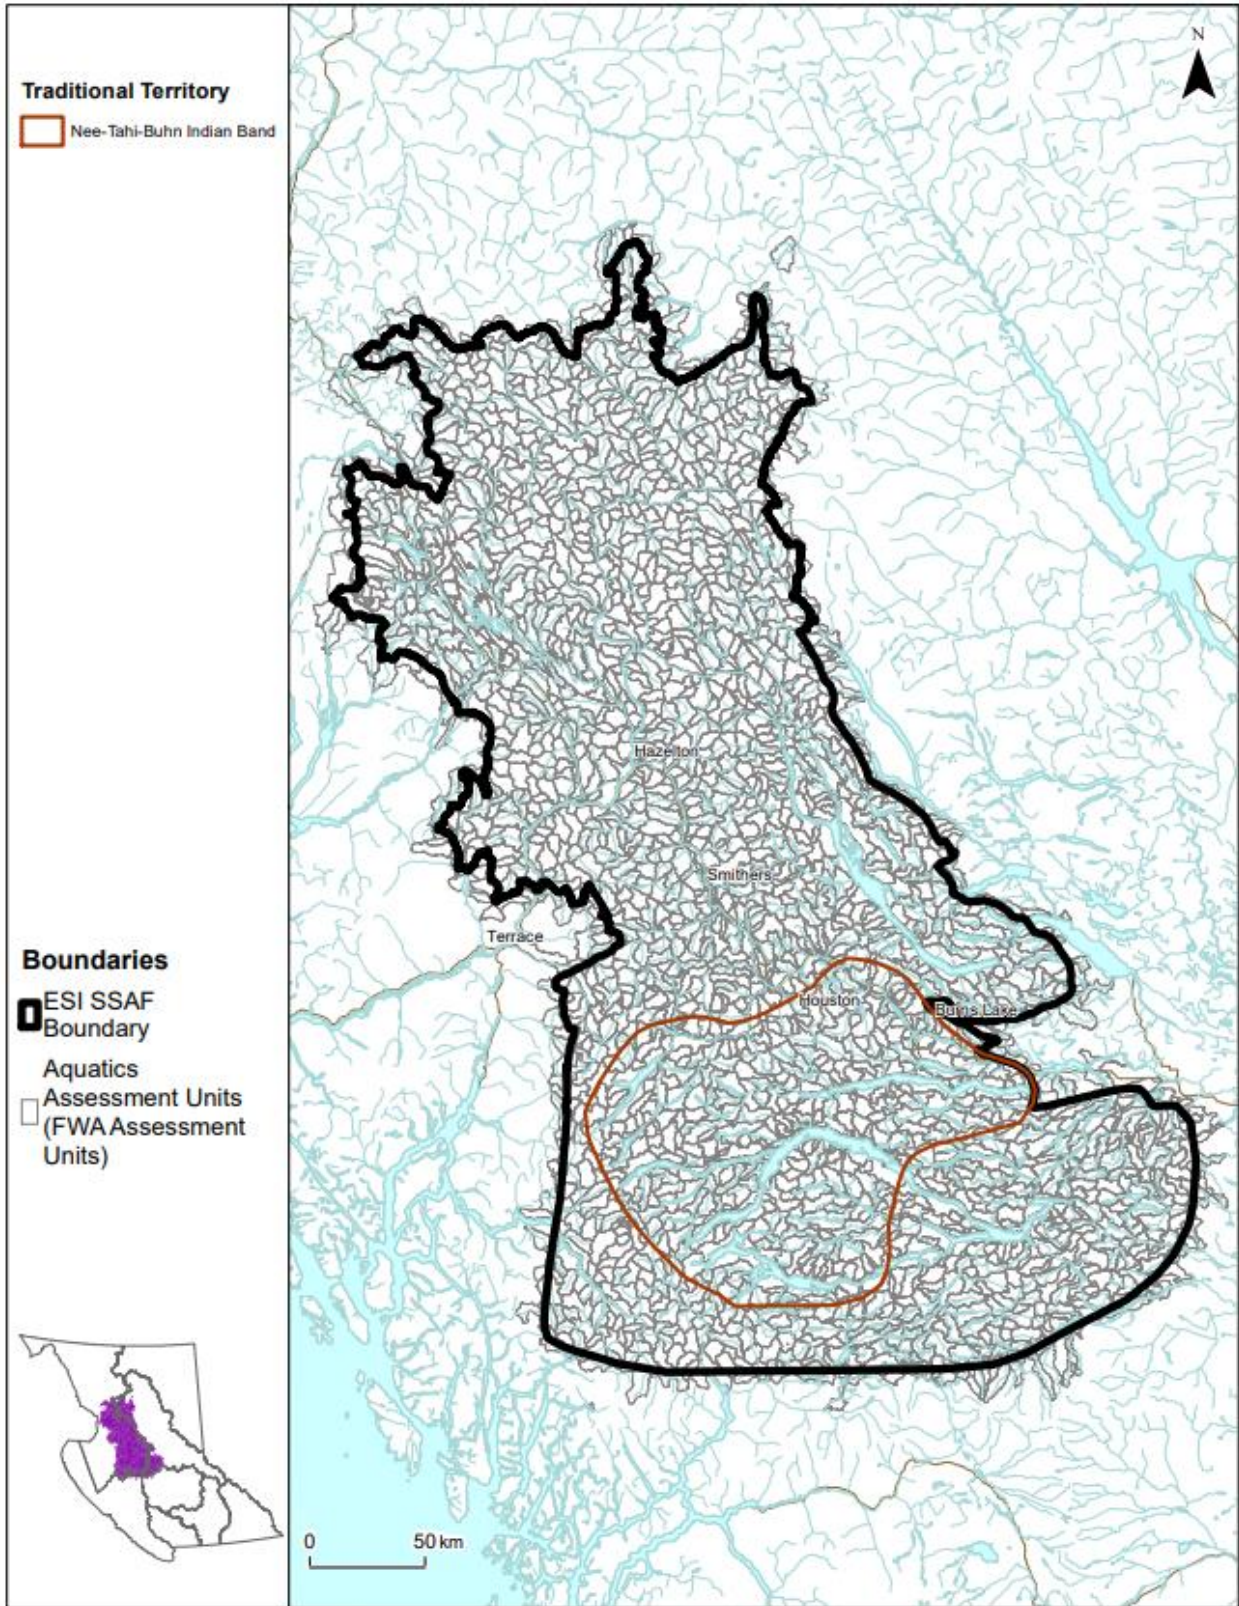 Traditional Territory
Nee-Tahi-Buhn Indian Band
Boundaries
ESI SSAF
Boundary
Aquatics
Assessment Units
(FWA Assessment
Units)
N
Hazelton
Smithers
Terrace
Houston
Burns Lake
0 50 km